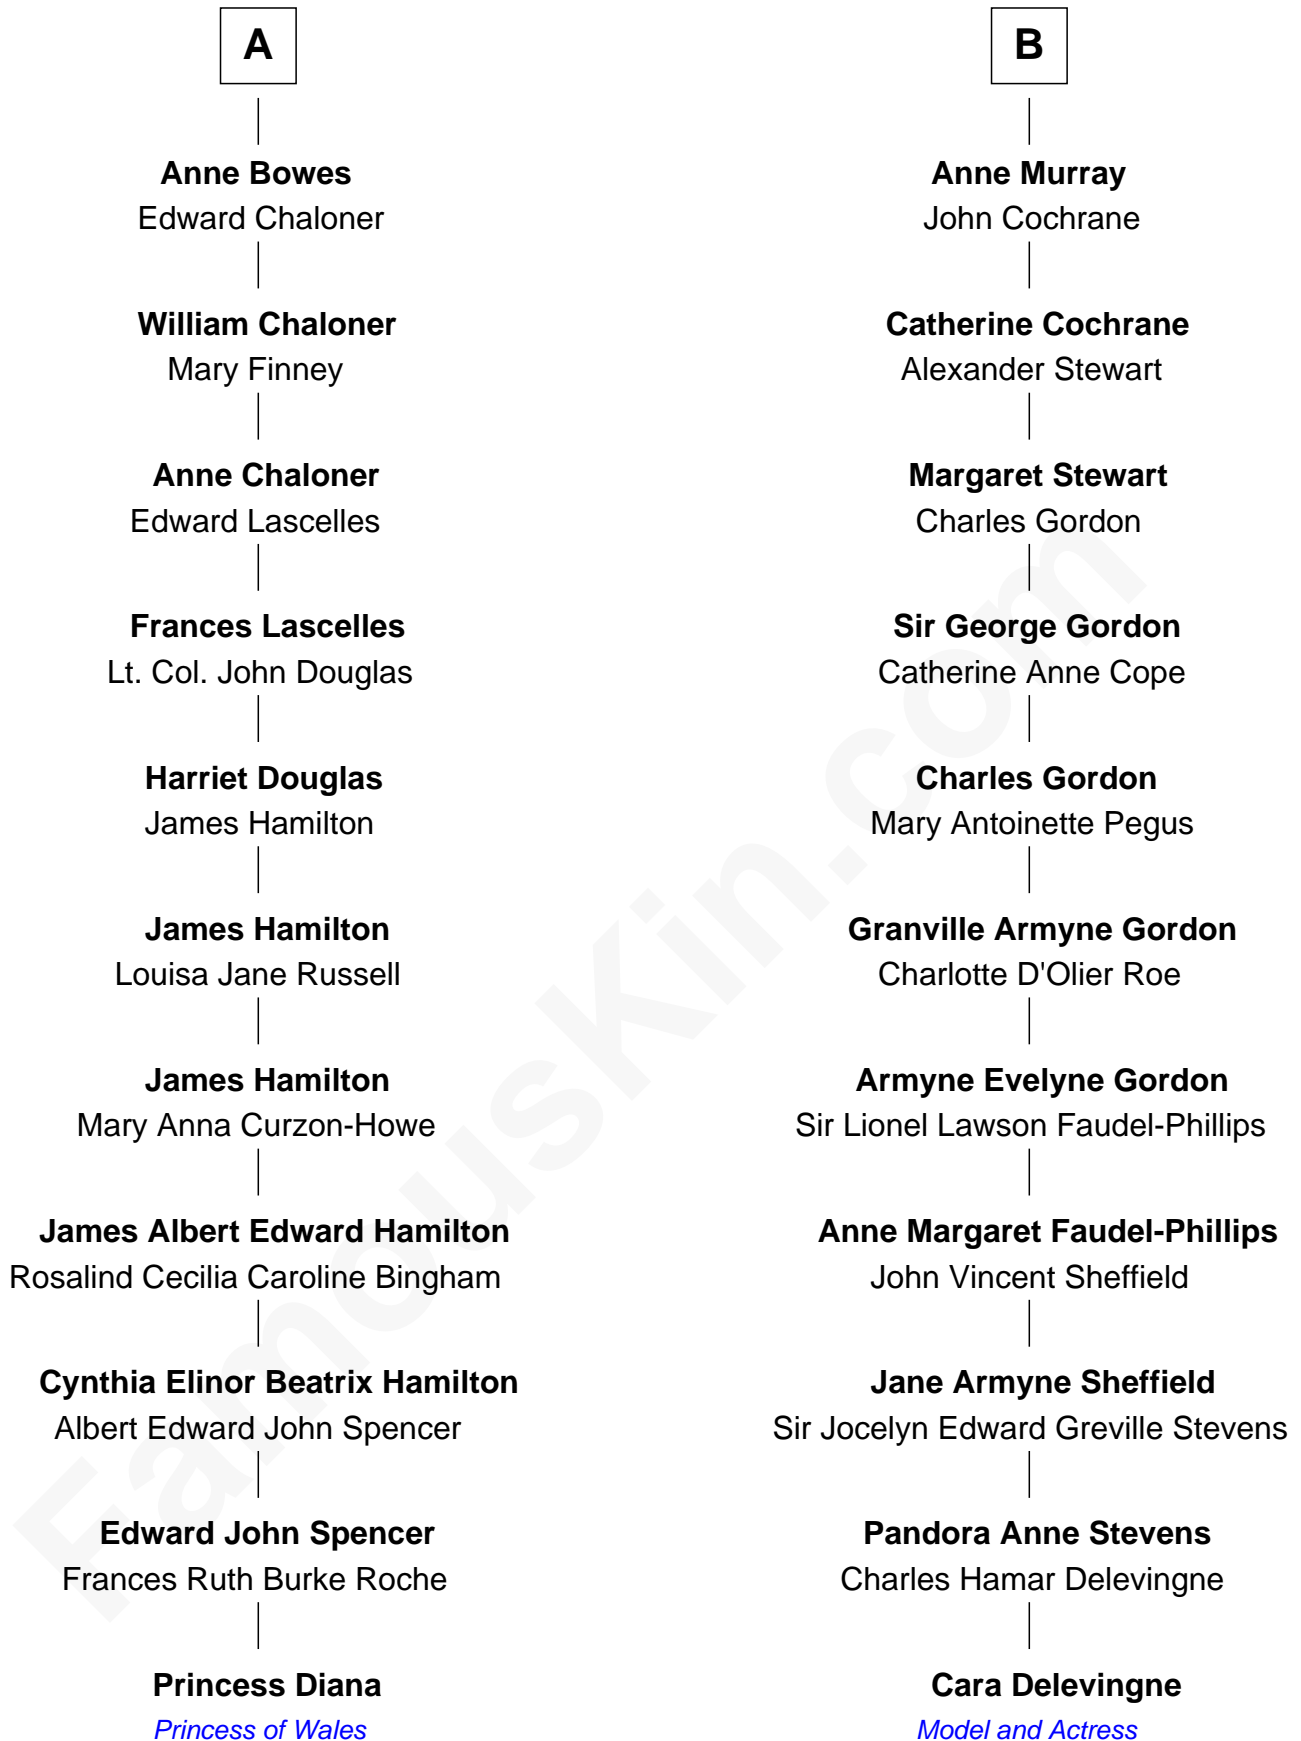 A
Anne Bowes
Edward Chaloner
William Chaloner
Mary Finney
Anne Chaloner
Edward Lascelles
Frances Lascelles
Lt. Col. John Douglas
Harriet Douglas
James Hamilton
James Hamilton
Louisa Jane Russell
James Hamilton
Mary Anna Curzon-Howe
James Albert Edward Hamilton
Rosalind Cecilia Caroline Bingham
Cynthia Elinor Beatrix Hamilton
Albert Edward John Spencer
Edward John Spencer
Frances Ruth Burke Roche
Princess Diana
Princess of Wales
B
Anne Murray
John Cochrane
Catherine Cochrane
Alexander Stewart
Margaret Stewart
Charles Gordon
Sir George Gordon
Catherine Anne Cope
Charles Gordon
Mary Antoinette Pegus
Granville Armyne Gordon
Charlotte D'Olier Roe
Armyne Evelyne Gordon
Sir Lionel Lawson Faudel-Phillips
Anne Margaret Faudel-Phillips
John Vincent Sheffield
Jane Armyne Sheffield
Sir Jocelyn Edward Greville Stevens
Pandora Anne Stevens
Charles Hamar Delevingne
Cara Delevingne
Model and Actress
FamousKin.com